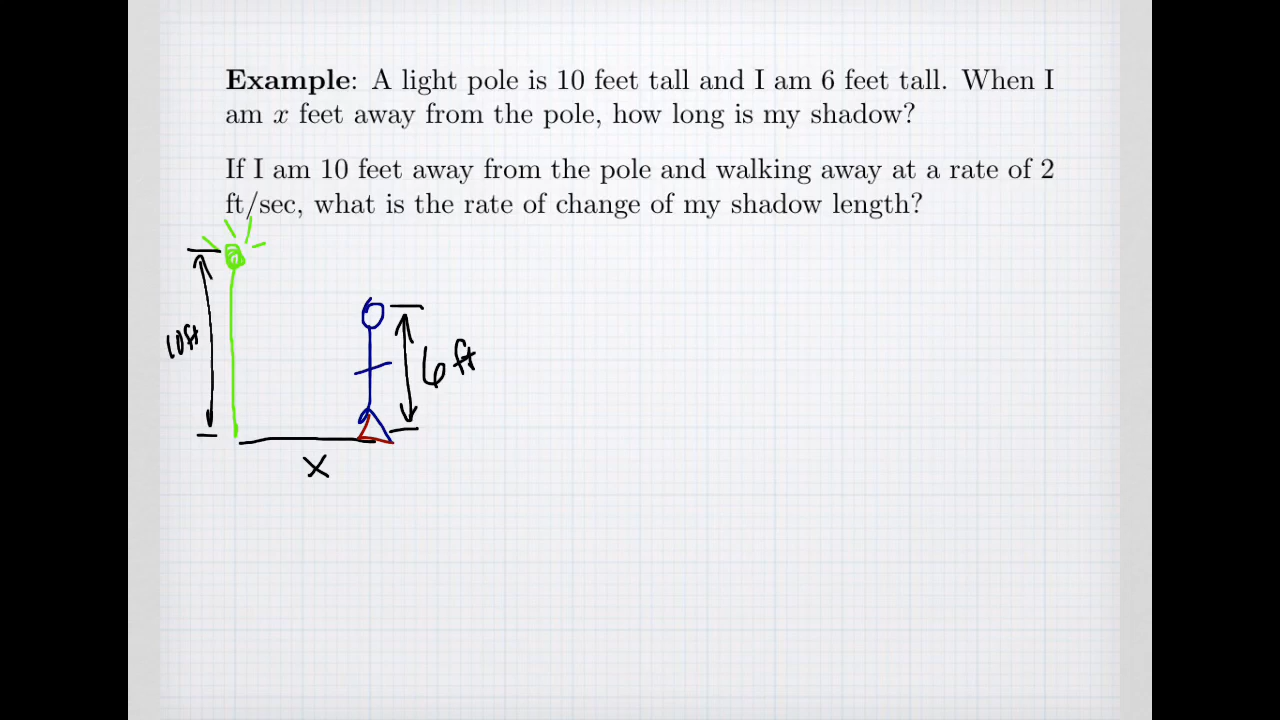 Example: A light pole is 10 feet tall and I am 6 feet tall. When I
am x feet away from the pole, how long is my shadow?
If I am 10 feet away from the pole and walking away at a rate of 2
ft/sec, what is the rate of change of my shadow length?
10ft
6 ft
x